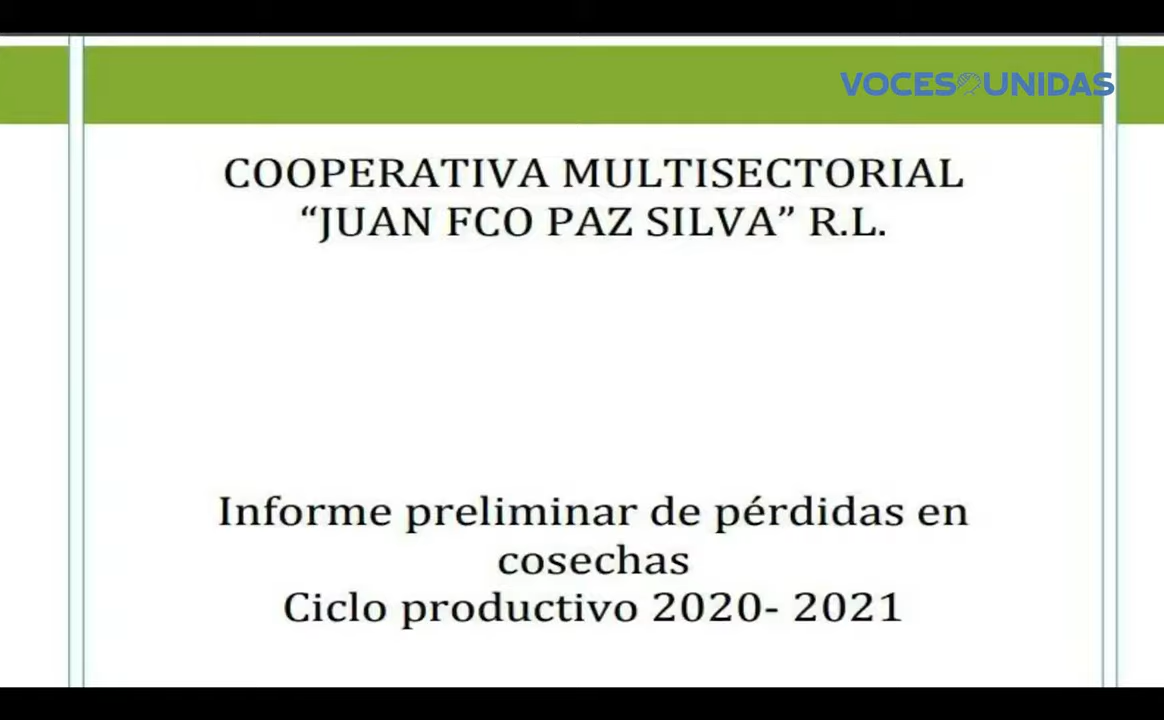 VOCES UNIDAS
COOPERATIVA MULTISECTORIAL
“JUAN FCO PAZ SILVA” R.L.
Informe preliminar de pérdidas en
cosechas
Ciclo productivo 2020- 2021